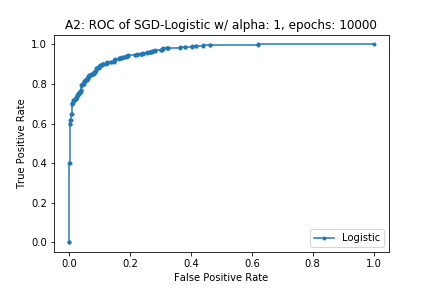 A2: ROC of SGD-Logistic w/ alpha: 1, epochs: 10000
True Positive Rate
1.0
0.8
0.6
0.4
0.2
0.0
Logistic
0.0 0.2 0.4 0.6 0.8 1.0
False Positive Rate